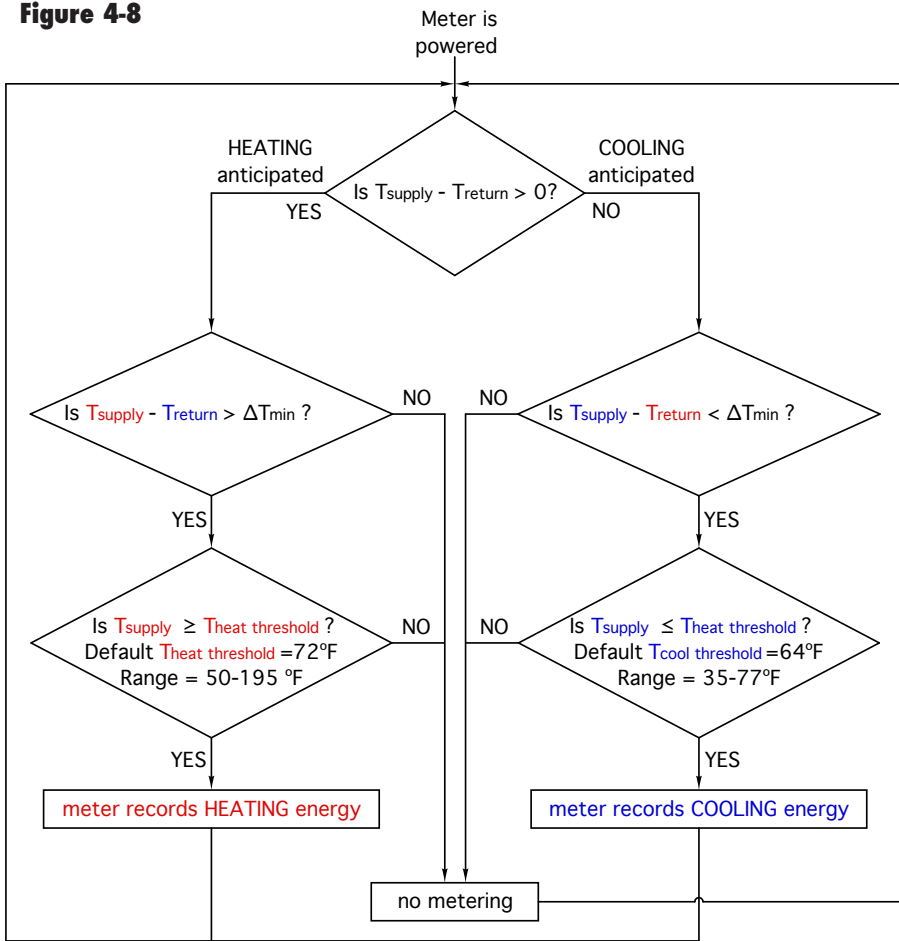 Figure 4-8
Meter is
powered
HEATING
anticipated
YES
Is Tsupply - Treturn > 0?
COOLING
anticipated
NO
Is Tsupply - Treturn > ΔTmin ?
NO
NO
Is Tsupply - Treturn < ΔTmin ?
YES
YES
Is Tsupply ≥ Theat threshold ?
Default Theat threshold =72ºF
Range = 50-195 ºF
NO
NO
Is Tsupply ≤ Theat threshold ?
Default Tcool threshold =64ºF
Range = 35-77ºF
YES
YES
meter records HEATING energy
meter records COOLING energy
no metering